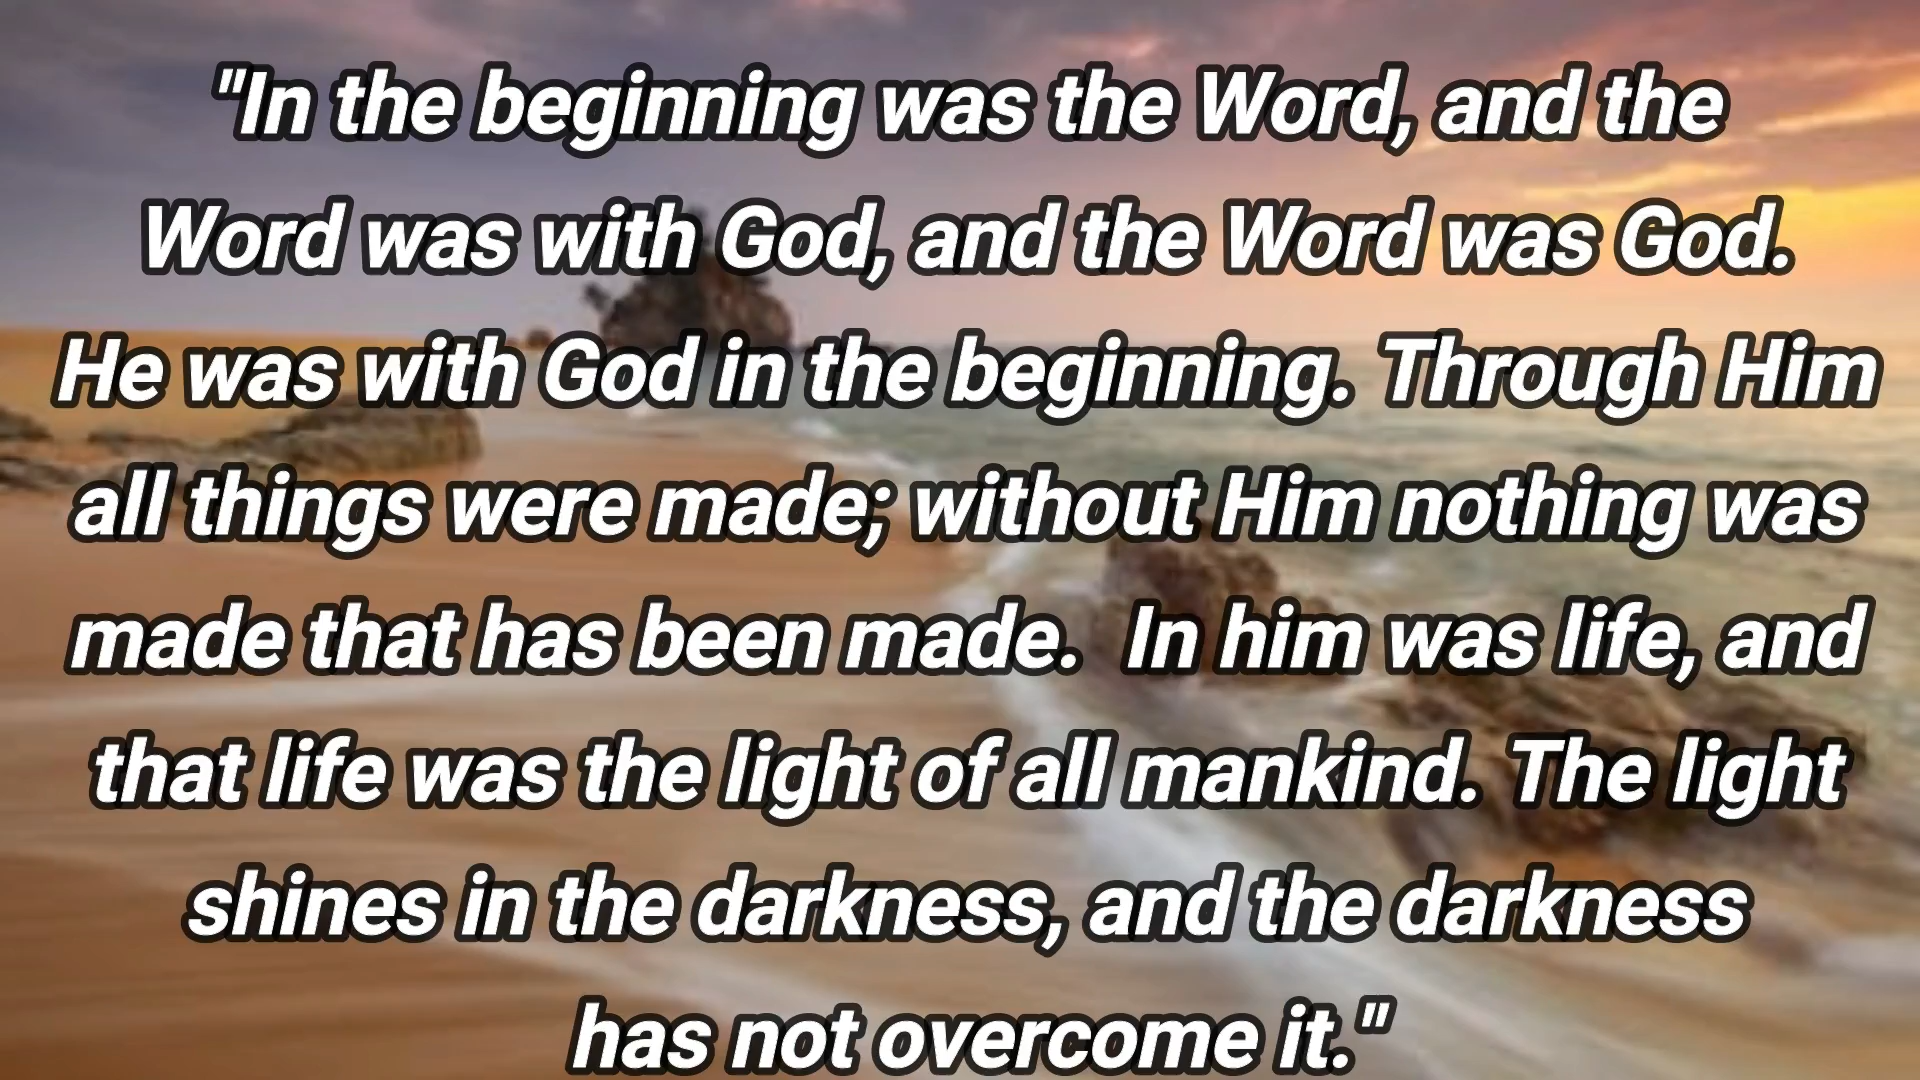 "In the beginning was the Word, and the
Word was with God, and the Word was God.
He was with God in the beginning. Through Him
all things were made; without Him nothing was
made that has been made.  In him was life, and
that life was the light of all mankind. The light
shines in the darkness, and the darkness
has not overcome it."